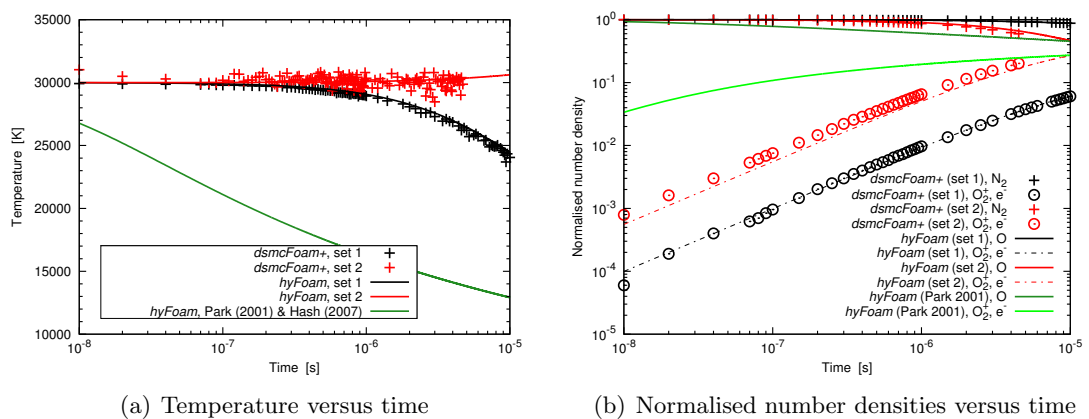 35000
30000
25000
20000
15000
10000
Temperature [K]
10⁻⁸
10⁻⁷
10⁻⁶
10⁻⁵
Time [s]
dsmcFoam+, set 1
dsmcFoam+, set 2
hyFoam, set 1
hyFoam, set 2
hyFoam, Park (2001) & Hash (2007)
(a) Temperature versus time
10⁰
10⁻¹
10⁻²
10⁻³
10⁻⁴
10⁻⁵
Normalised number density
10⁻⁸
10⁻⁷
10⁻⁶
10⁻⁵
Time [s]
dsmcFoam+ (set 1), N₂
dsmcFoam+ (set 1), O₂⁺, e⁻
dsmcFoam+ (set 2), N₂
dsmcFoam+ (set 2), O₂⁺, e⁻
hyFoam (set 1), O
hyFoam (set 1), O₂⁺, e⁻
hyFoam (set 2), O
hyFoam (set 2), O₂⁺, e⁻
hyFoam (Park 2001), O
hyFoam (Park 2001), O₂⁺, e⁻
(b) Normalised number densities versus time